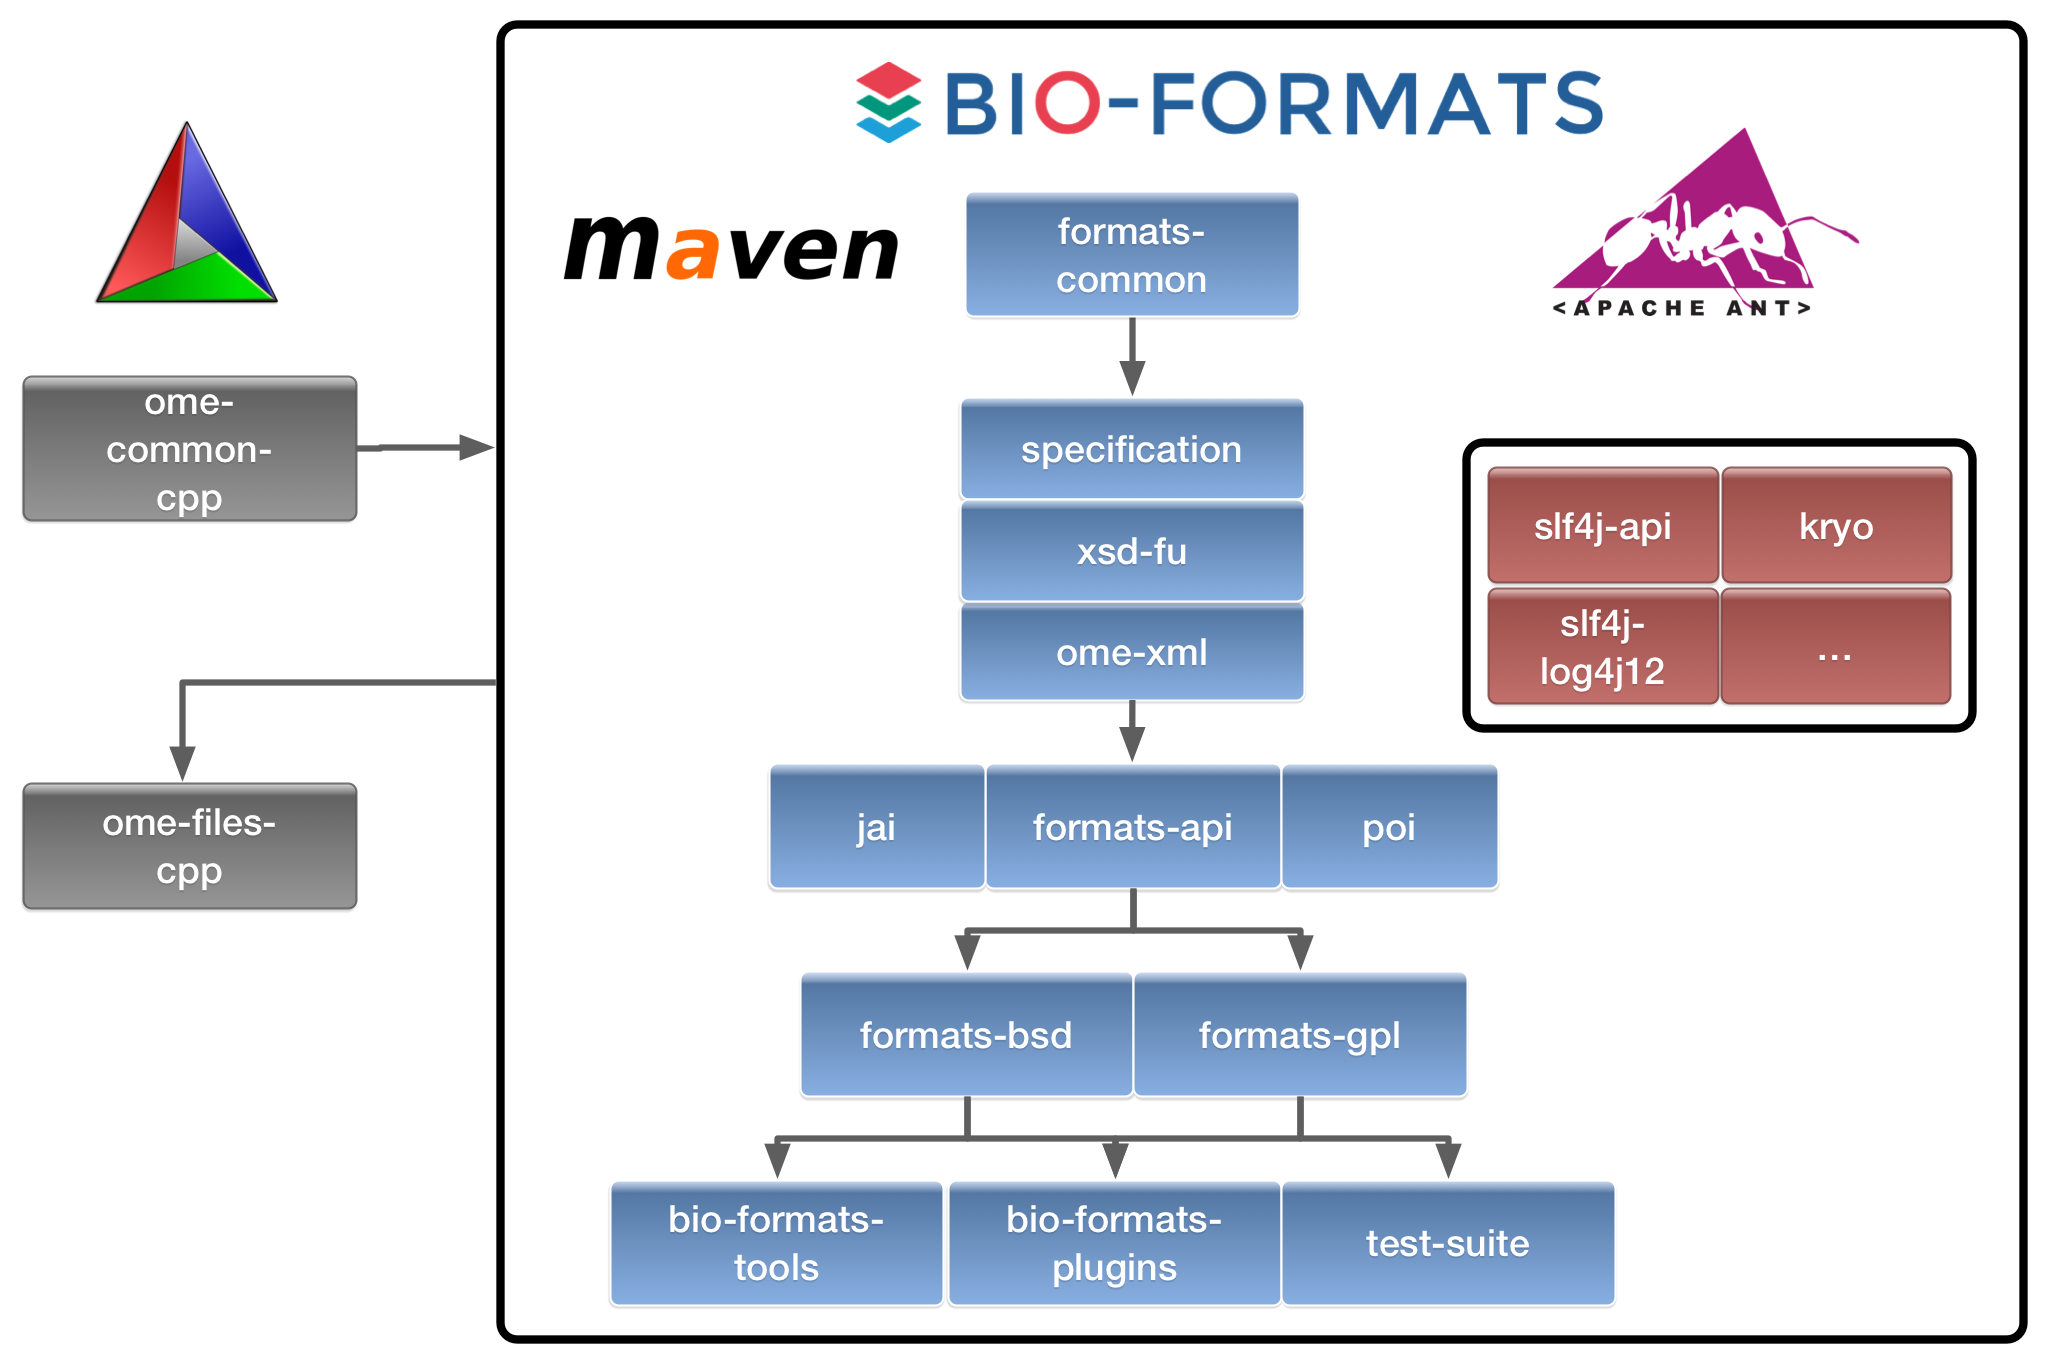 BIO-FORMATS
maven
<APACHE ANT>
formats-
common
ome-
common-
cpp
specification
xsd-fu
ome-xml
slf4j-api
kryo
slf4j-
log4j12
...
ome-files-
cpp
jai
formats-api
poi
formats-bsd
formats-gpl
bio-formats-
tools
bio-formats-
plugins
test-suite